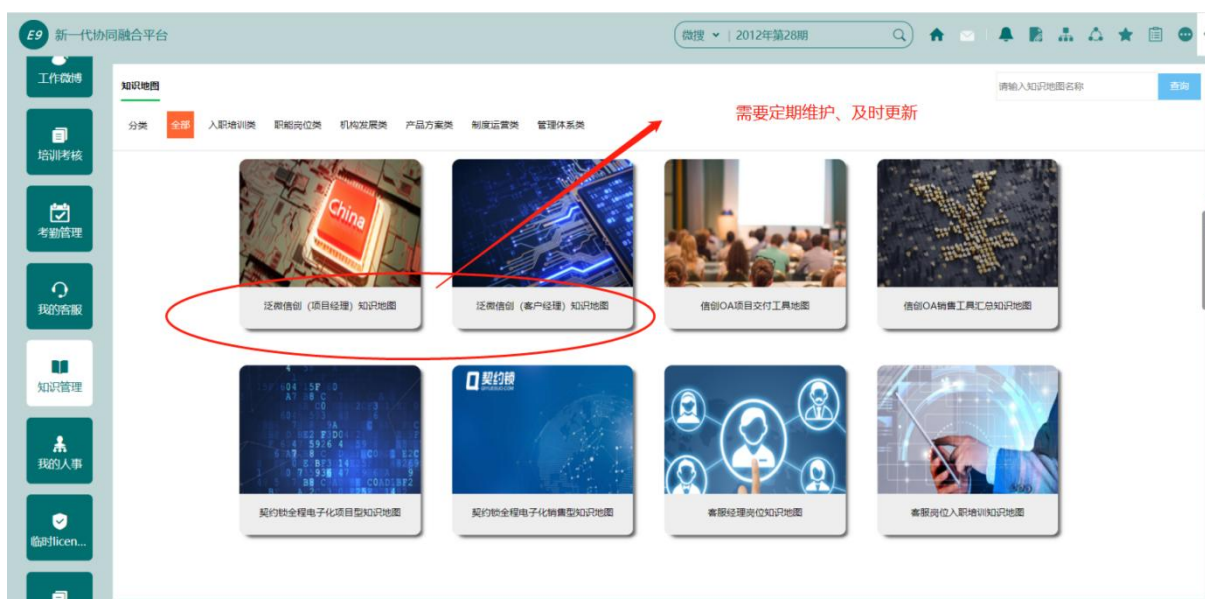 E9 新一代协同融合平台
微搜 | 2012年第28期
工作微博
知识地图
请输入知识地图名称
查询
需要定期维护、及时更新
分类 全部 入职培训类 职能岗位类 机构发展类 产品方案类 制度运营类 管理体系类
培训考核
考勤管理
我的客服
知识管理
我的人事
临时licen...
China
泛微信创（项目经理）知识地图
泛微信创（客户经理）知识地图
信创OA项目交付工具地图
信创OA销售工具汇总知识地图
契约锁
契约锁全程电子化项目型知识地图
契约锁全程电子化销售型知识地图
客服经理岗位知识地图
客服岗位入职培训知识地图